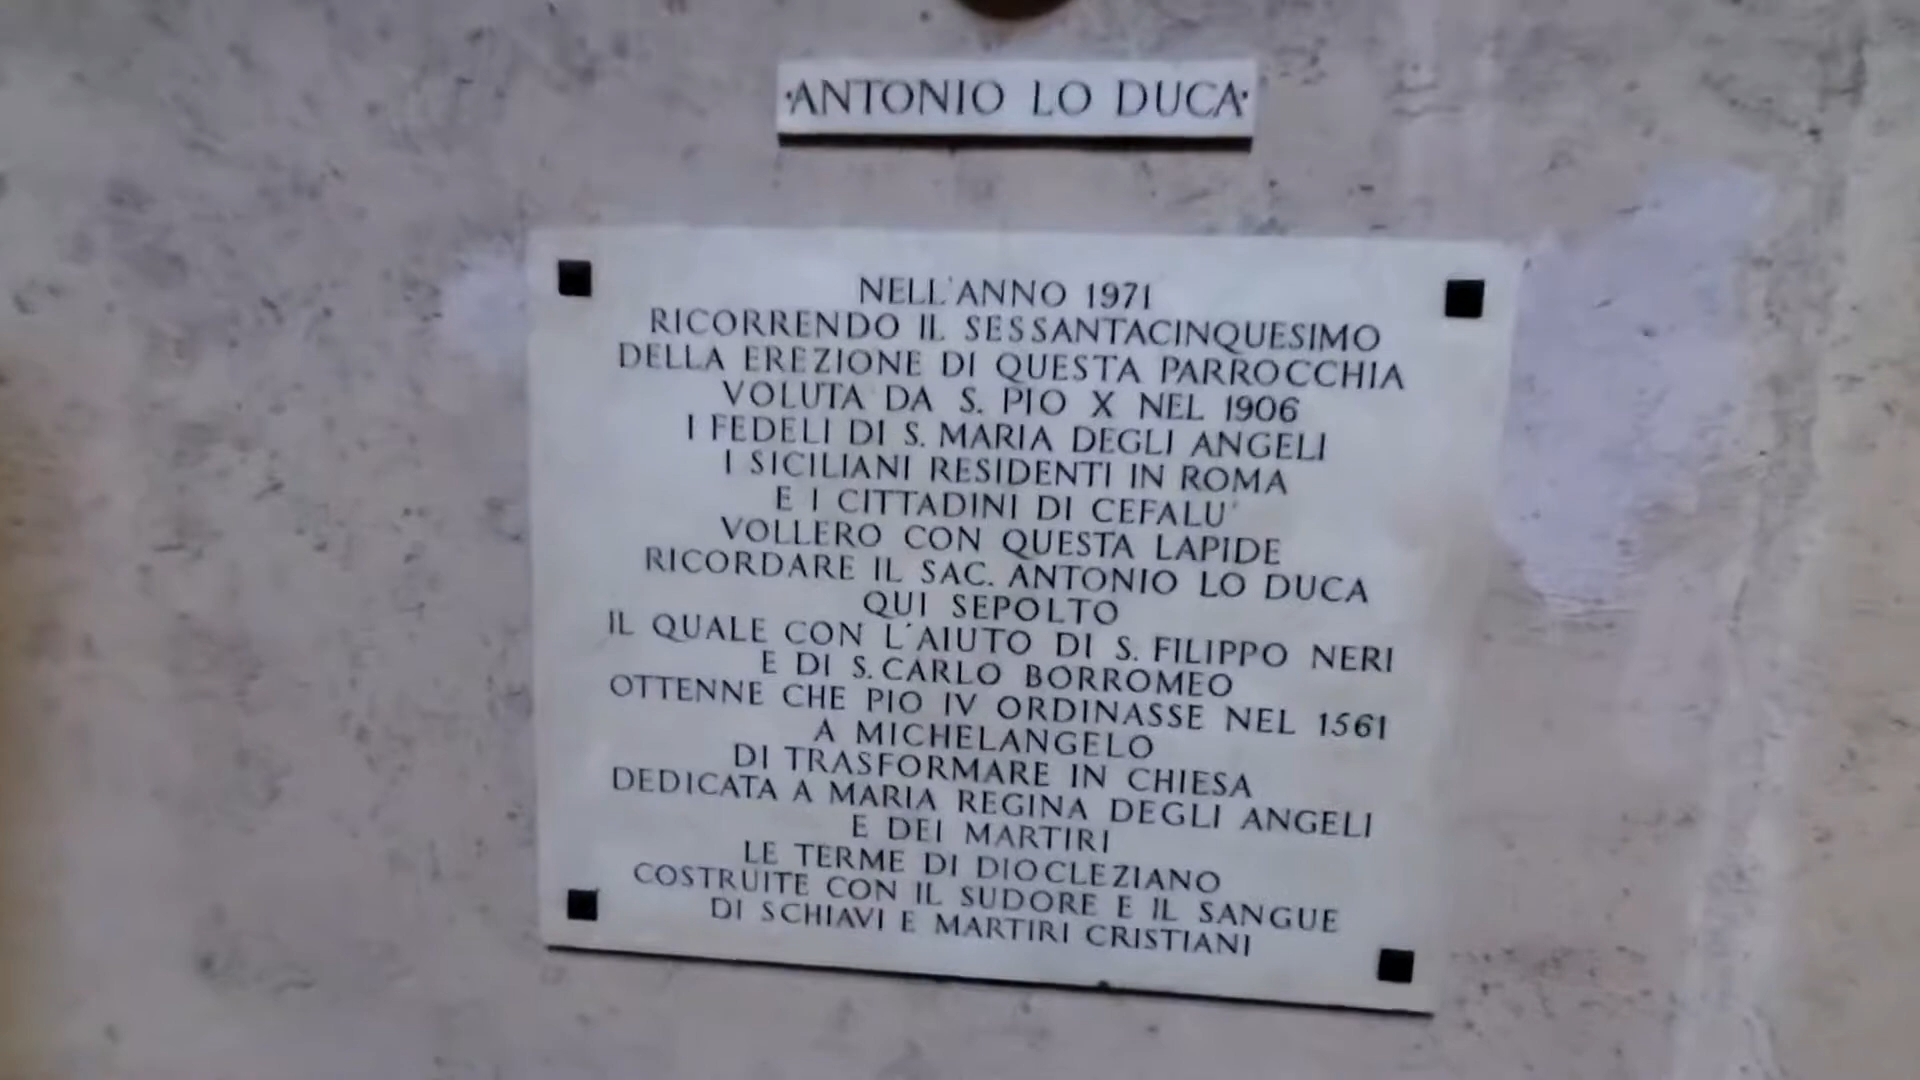 ·ANTONIO LO DUCA·
NELL'ANNO 1971
RICORRENDO IL SESSANTACINQUESIMO
DELLA EREZIONE DI QUESTA PARROCCHIA
VOLUTA DA S. PIO X NEL 1906
I FEDELI DI S. MARIA DEGLI ANGELI
I SICILIANI RESIDENTI IN ROMA
E I CITTADINI DI CEFALU'
VOLLERO CON QUESTA LAPIDE
RICORDARE IL SAC. ANTONIO LO DUCA
QUI SEPOLTO
IL QUALE CON L'AIUTO DI S. FILIPPO NERI
E DI S. CARLO BORROMEO
OTTENNE CHE PIO IV ORDINASSE NEL 1561
A MICHELANGELO
DI TRASFORMARE IN CHIESA
DEDICATA A MARIA REGINA DEGLI ANGELI
E DEI MARTIRI
LE TERME DI DIOCLEZIANO
COSTRUITE CON IL SUDORE E IL SANGUE
DI SCHIAVI E MARTIRI CRISTIANI